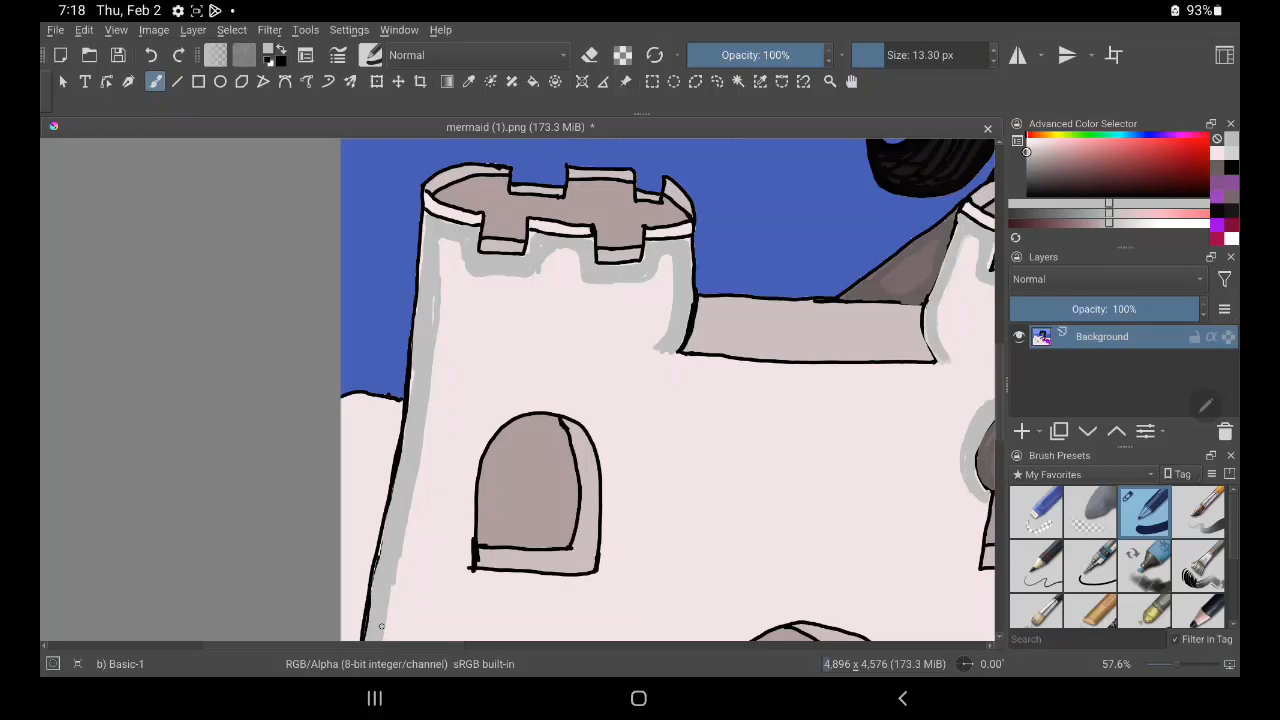 7:18 Thu, Feb 2 93%
File Edit View Image Layer Select Filter Tools Settings Window Help
Normal Opacity: 100% Size: 13.30 px
mermaid (1).png (173.3 MiB) *
Advanced Color Selector
Layers
Normal
Opacity: 100%
Background
Brush Presets
★ My Favorites Tag
Search Filter in Tag
b) Basic-1 RGB/Alpha (8-bit integer/channel) sRGB built-in 4,896 x 4,576 (173.3 MiB) 0.00° 57.6%